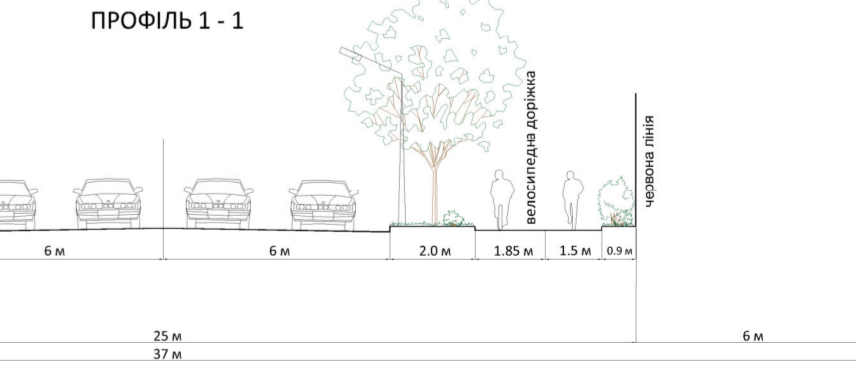 ПРОФІЛЬ 1 - 1
велосипедна доріжка
червона лінія
6 м
6 м
2.0 м
1.85 м
1.5 м
0.9 м
25 м
6 м
37 м